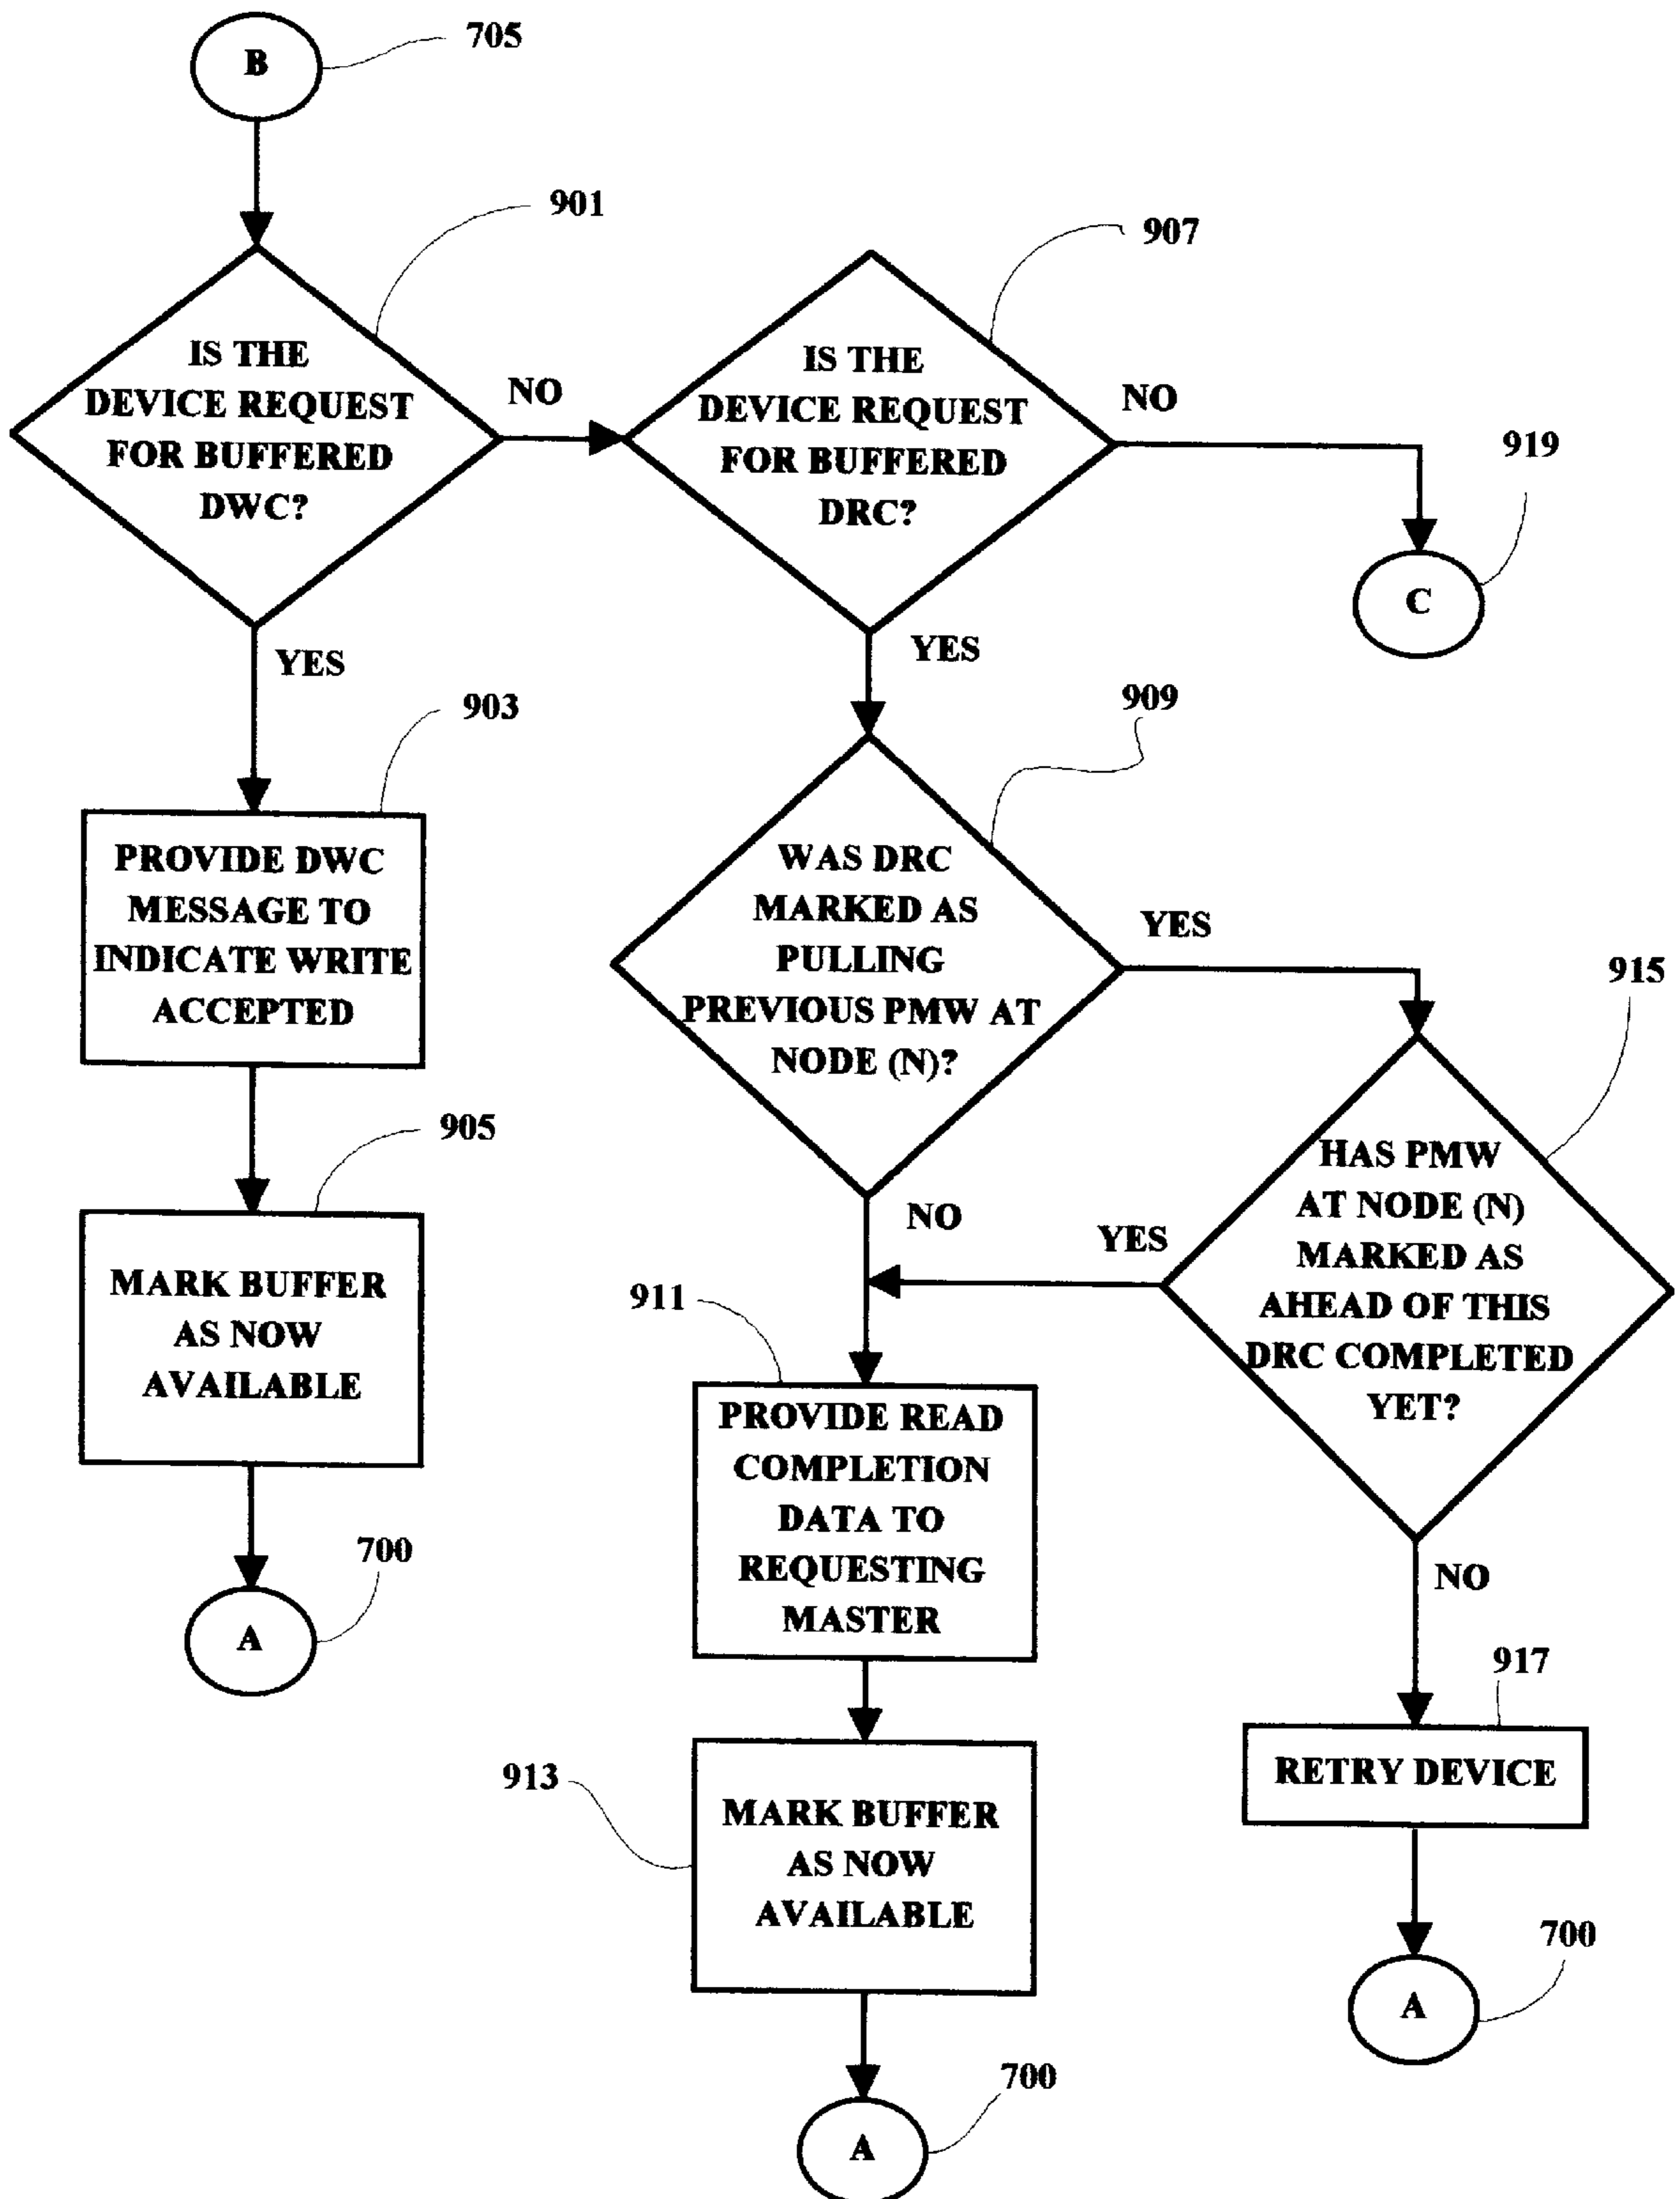 B
705
901
IS THE
DEVICE REQUEST
FOR BUFFERED
DWC?
NO
907
IS THE
DEVICE REQUEST
FOR BUFFERED
DRC?
NO
919
C
YES
903
PROVIDE DWC
MESSAGE TO
INDICATE WRITE
ACCEPTED
905
MARK BUFFER
AS NOW
AVAILABLE
700
A
YES
909
WAS DRC
MARKED AS
PULLING
PREVIOUS PMW AT
NODE (N)?
YES
915
HAS PMW
AT NODE (N)
MARKED AS
AHEAD OF THIS
DRC COMPLETED
YET?
NO
YES
911
PROVIDE READ
COMPLETION
DATA TO
REQUESTING
MASTER
913
MARK BUFFER
AS NOW
AVAILABLE
700
A
NO
917
RETRY DEVICE
700
A